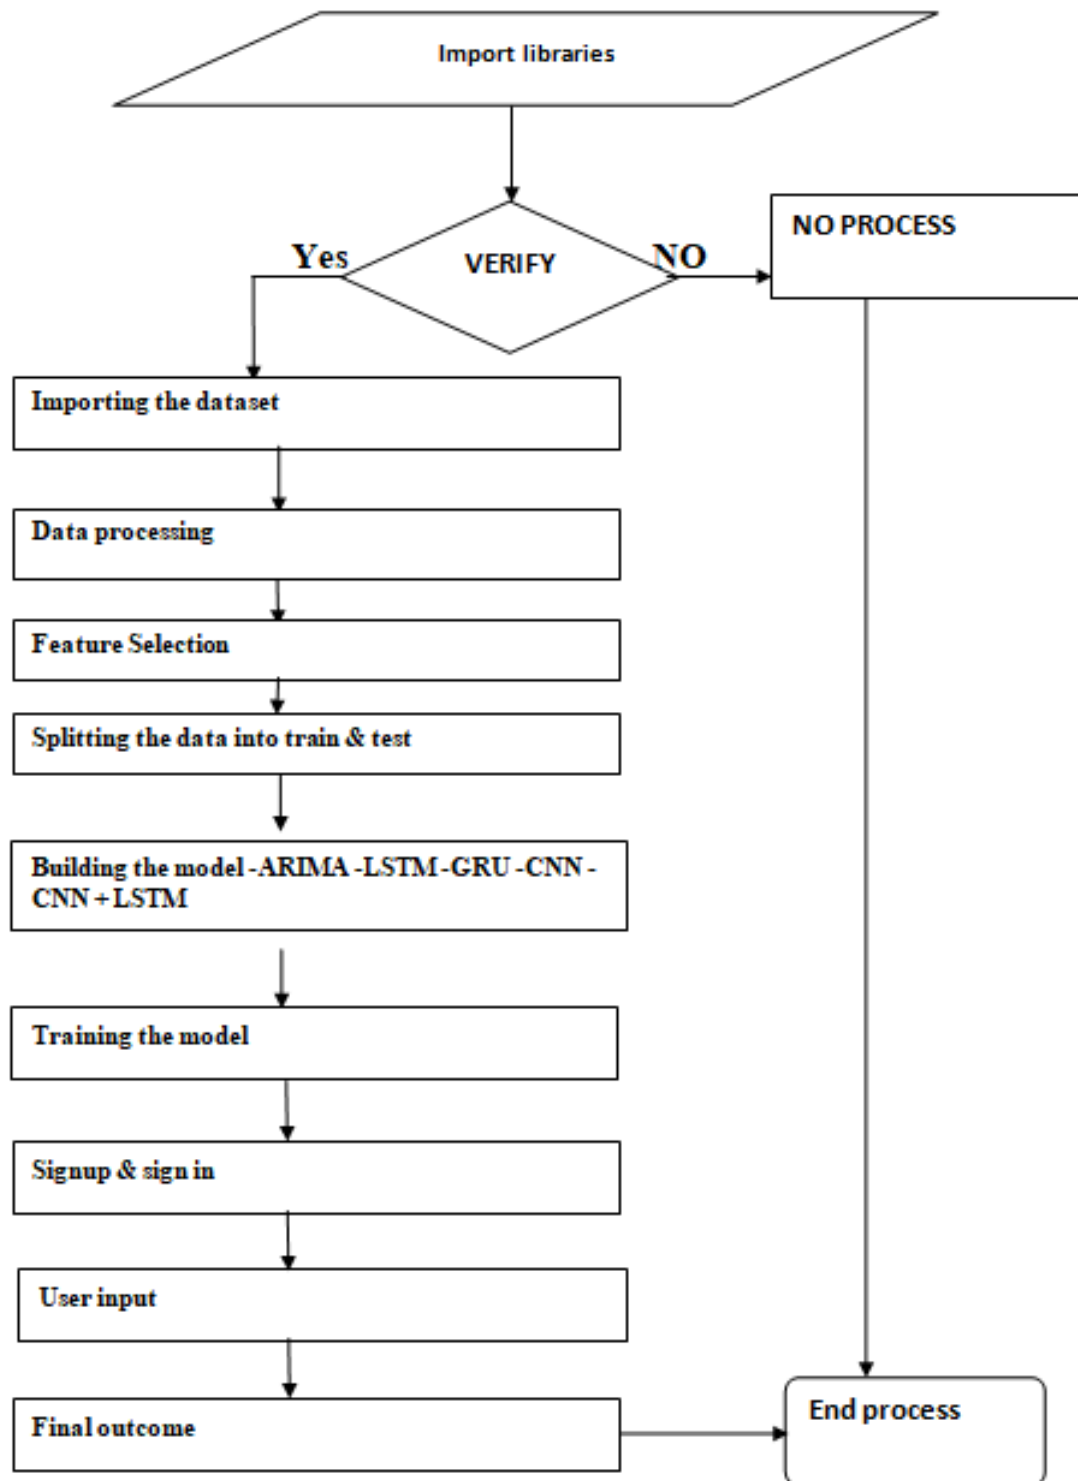 Import libraries
VERIFY
Yes
NO
NO PROCESS
Importing the dataset
Data processing
Feature Selection
Splitting the data into train & test
Building the model -ARIMA -LSTM -GRU -CNN -
CNN + LSTM
Training the model
Signup & sign in
User input
Final outcome
End process